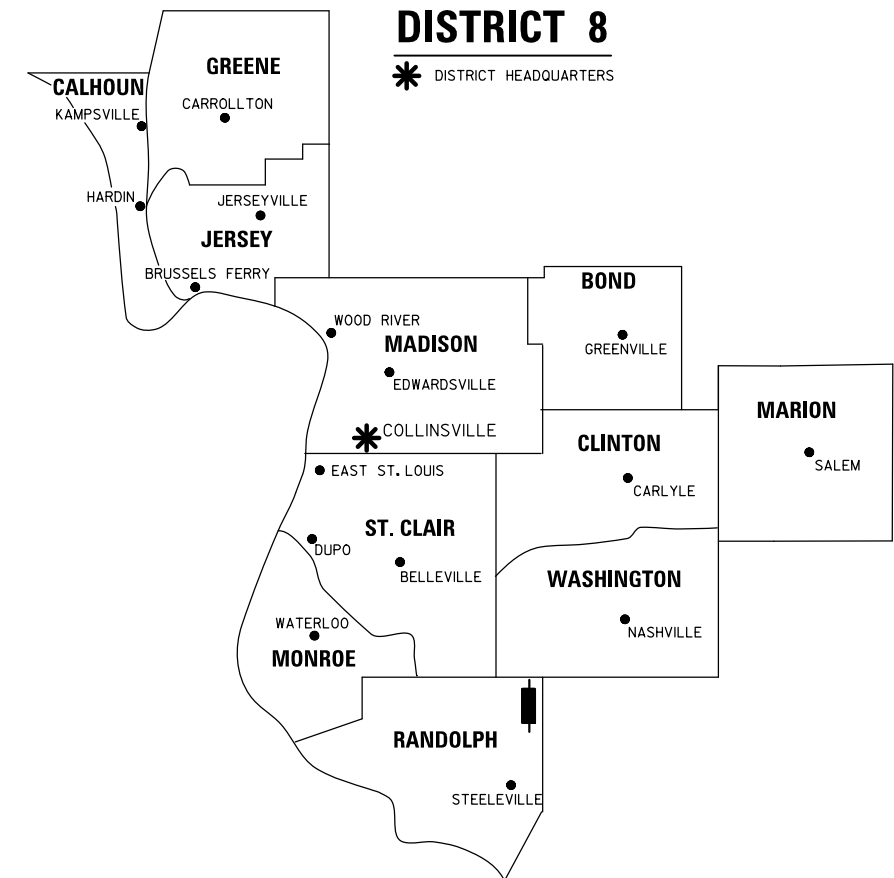 DISTRICT 8
DISTRICT HEADQUARTERS
GREENE
CALHOUN
CARROLLTON
KAMPSVILLE
HARDIN
JERSEYVILLE
JERSEY
BRUSSELS FERRY
BOND
WOOD RIVER
MADISON
GREENVILLE
EDWARDSVILLE
MARION
COLLINSVILLE
CLINTON
SALEM
EAST ST. LOUIS
CARLYLE
ST. CLAIR
DUPO
BELLEVILLE
WASHINGTON
WATERLOO
NASHVILLE
MONROE
RANDOLPH
STEELEVILLE